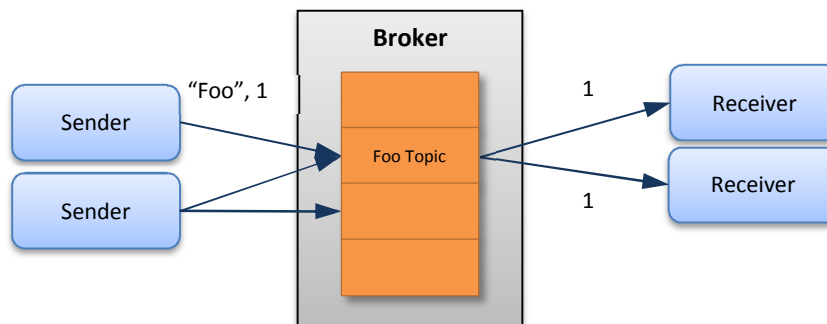 Broker
“Foo”, 1
Sender
Sender
Foo Topic
1
1
Receiver
Receiver